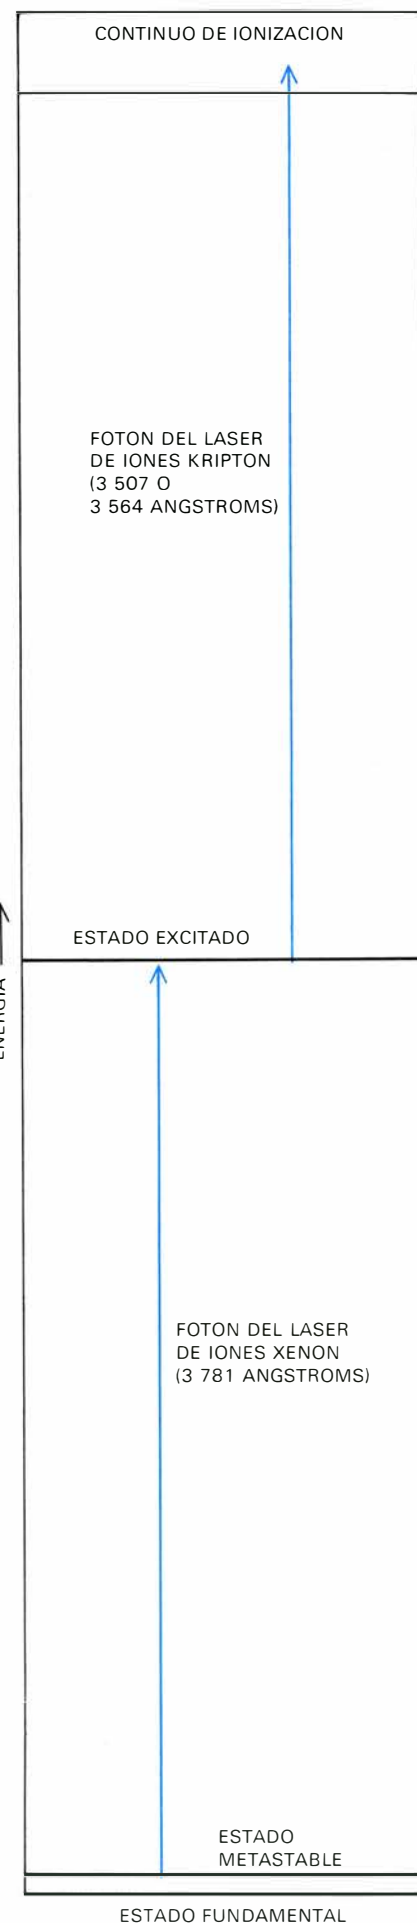 CONTINUO DE IONIZACION
FOTON DEL LASER
DE IONES KRIPTON
(3 507 O
3 564 ANGSTROMS)
ESTADO EXCITADO
ENERGIA
FOTON DEL LASER
DE IONES XENON
(3 781 ANGSTROMS)
ESTADO
METASTABLE
ESTADO FUNDAMENTAL